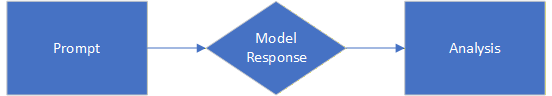 Prompt
Model
Response
Analysis